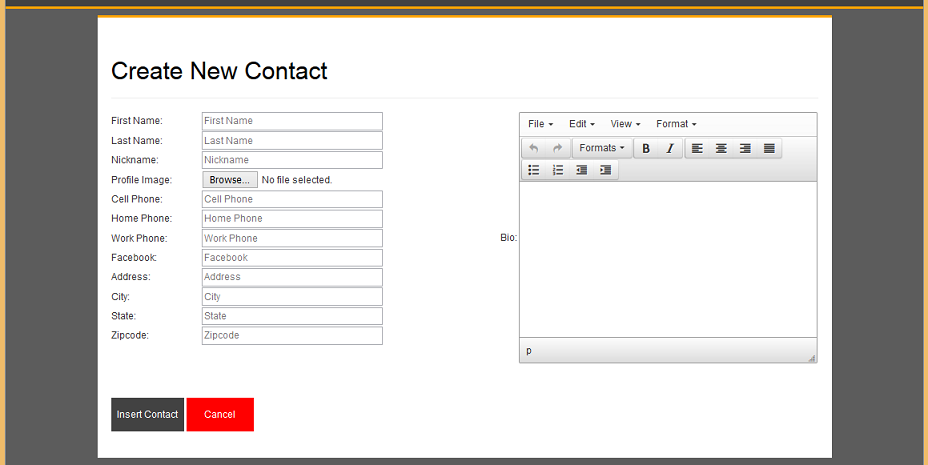 Create New Contact
First Name: First Name
Last Name: Last Name
Nickname: Nickname
Profile Image: Browse... No file selected.
Cell Phone: Cell Phone
Home Phone: Home Phone
Work Phone: Work Phone
Facebook: Facebook
Address: Address
City: City
State: State
Zipcode: Zipcode
Bio:
File Edit View Format
Formats B I
p
Insert Contact Cancel